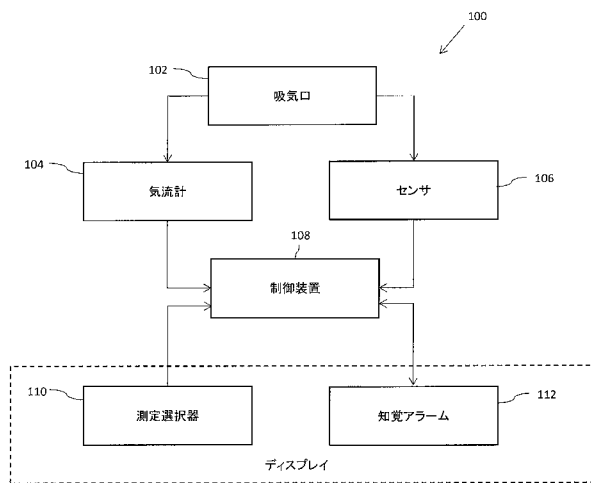 100
102
吸気口
104
気流計
センサ
106
108
制御装置
110
測定選択器
知覚アラーム
112
ディスプレイ